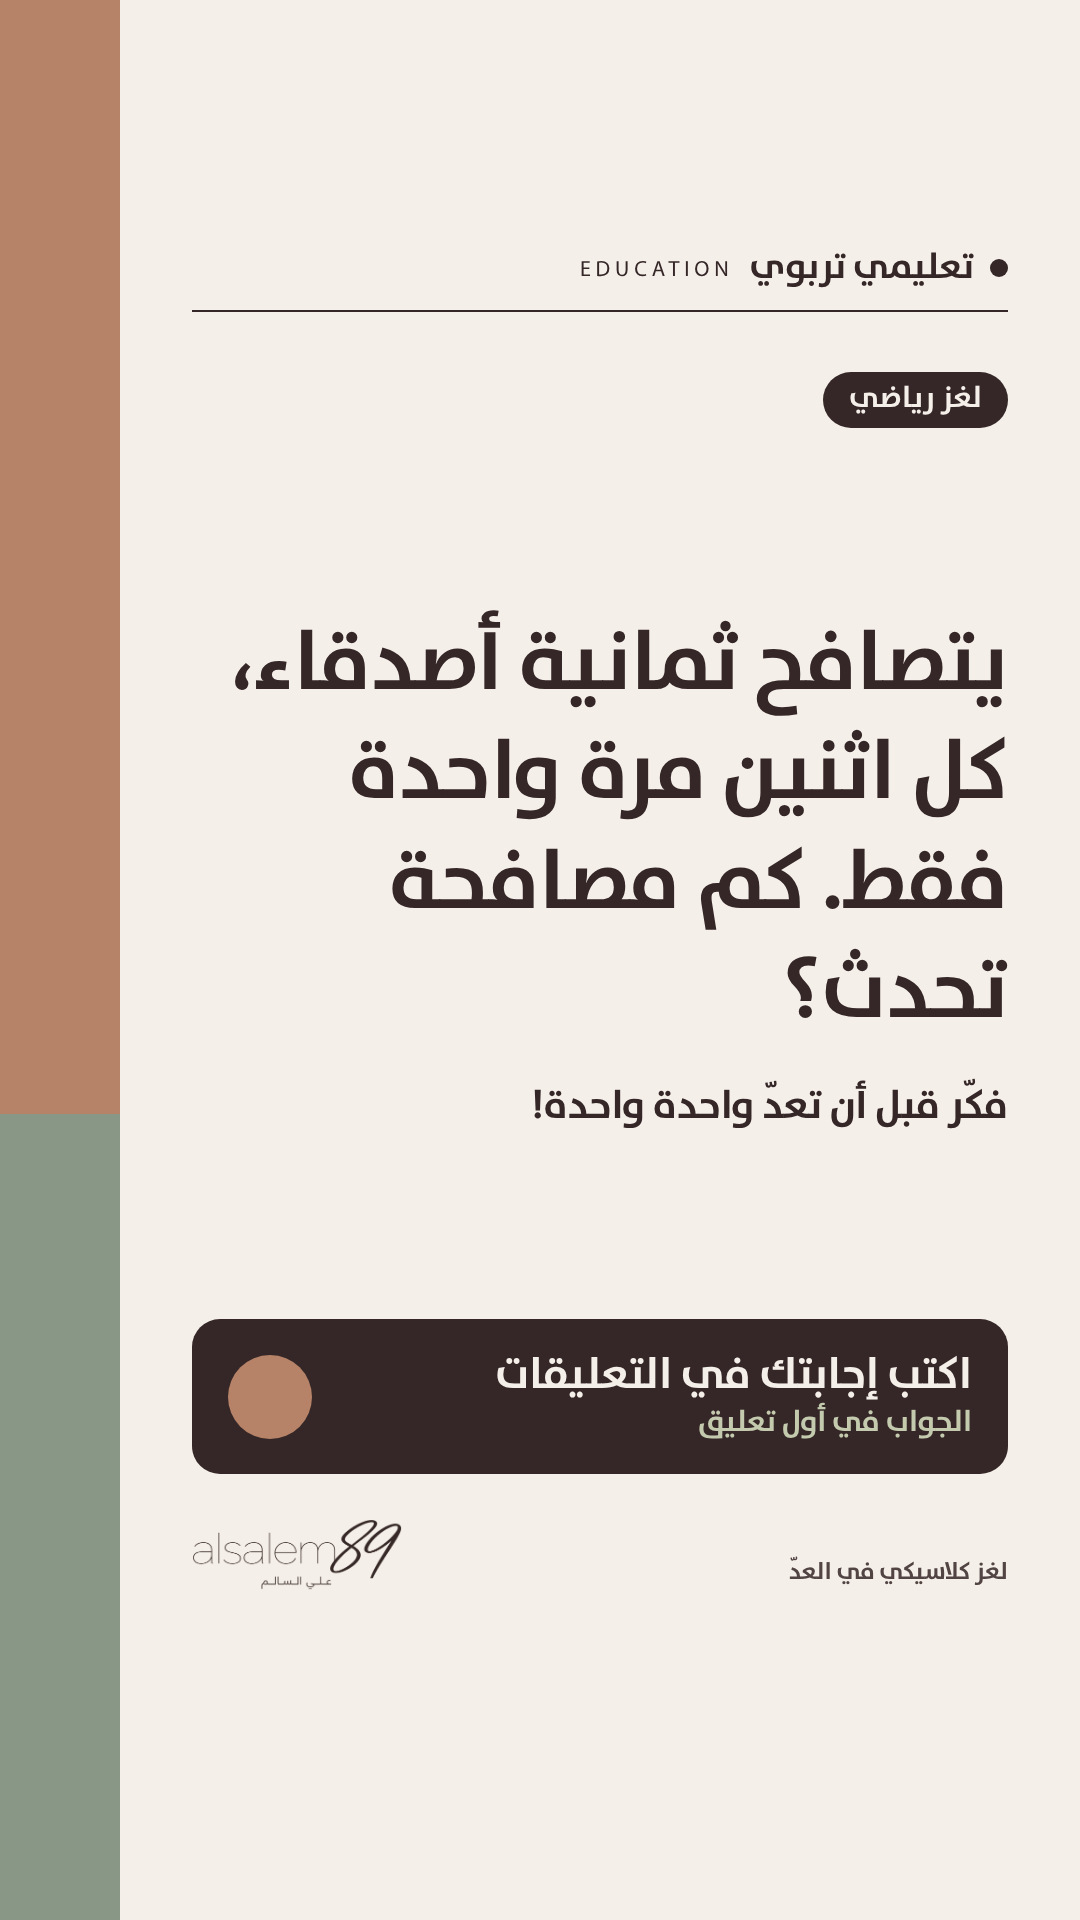 تعليمي تربوي EDUCATION
لغز رياضي
يتصافح ثمانية أصدقاء،
كل اثنين مرة واحدة
فقط. كم مصافحة
تحدث؟
فكّر قبل أن تعدّ واحدة واحدة!
اكتب إجابتك في التعليقات
الجواب في أول تعليق
لغز كلاسيكي في العدّ
alsalem89
علي السالم